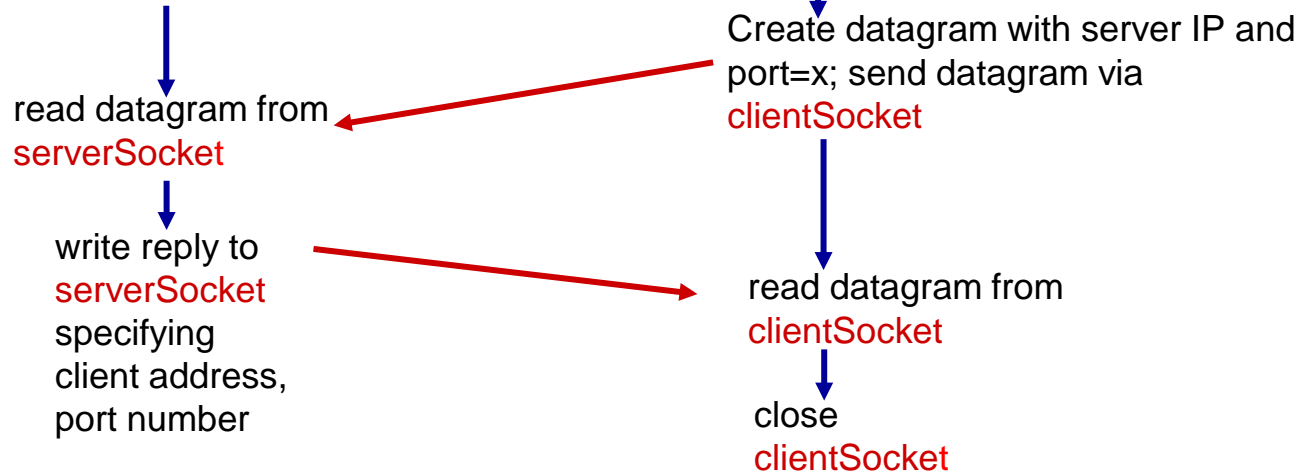 Create datagram with server IP and
port=x; send datagram via
clientSocket
read datagram from
serverSocket
write reply to
serverSocket
specifying
client address,
port number
read datagram from
clientSocket
close
clientSocket